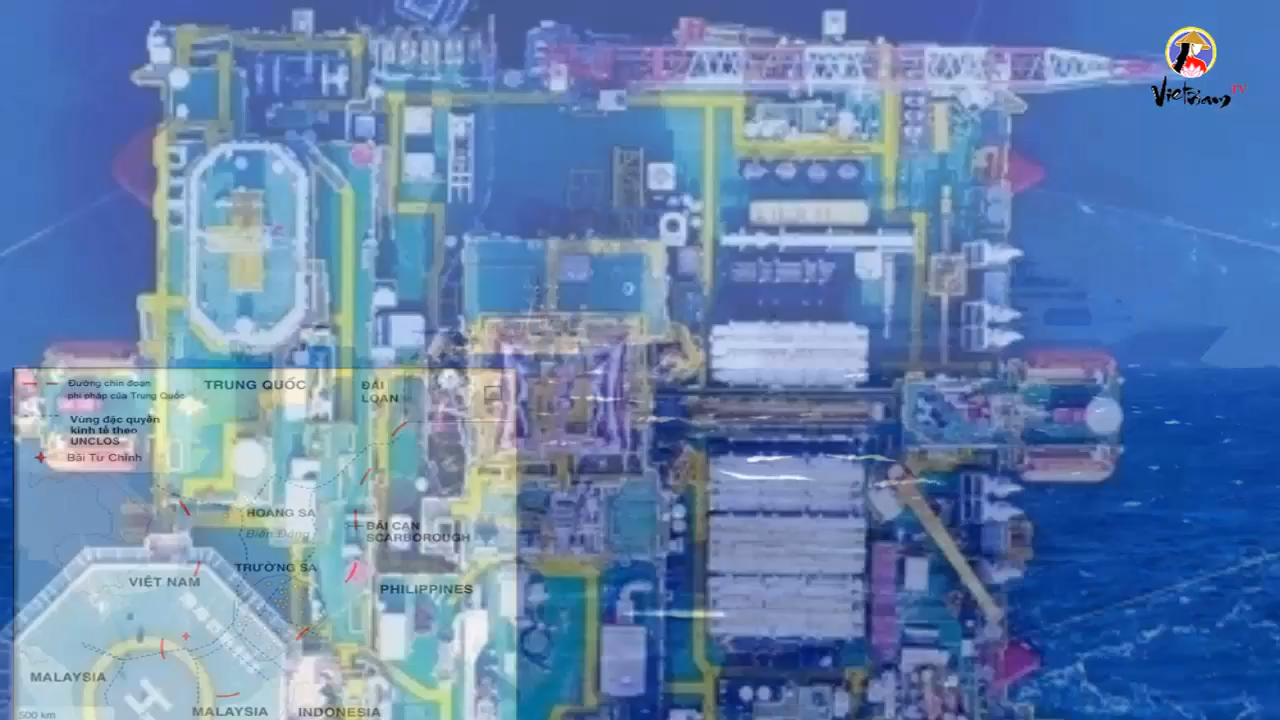 VietNam TV
Đường chín đoạn
phi pháp của Trung Quốc
Vùng đặc quyền
kinh tế theo
UNCLOS
Bãi Tư Chính
TRUNG QUỐC
ĐÀI
LOAN
HOÀNG SA
Biển Đông
BÃI CẠN
SCARBOROUGH
TRƯỜNG SA
VIỆT NAM
PHILIPPINES
MALAYSIA
MALAYSIA
INDONESIA
500 km
H